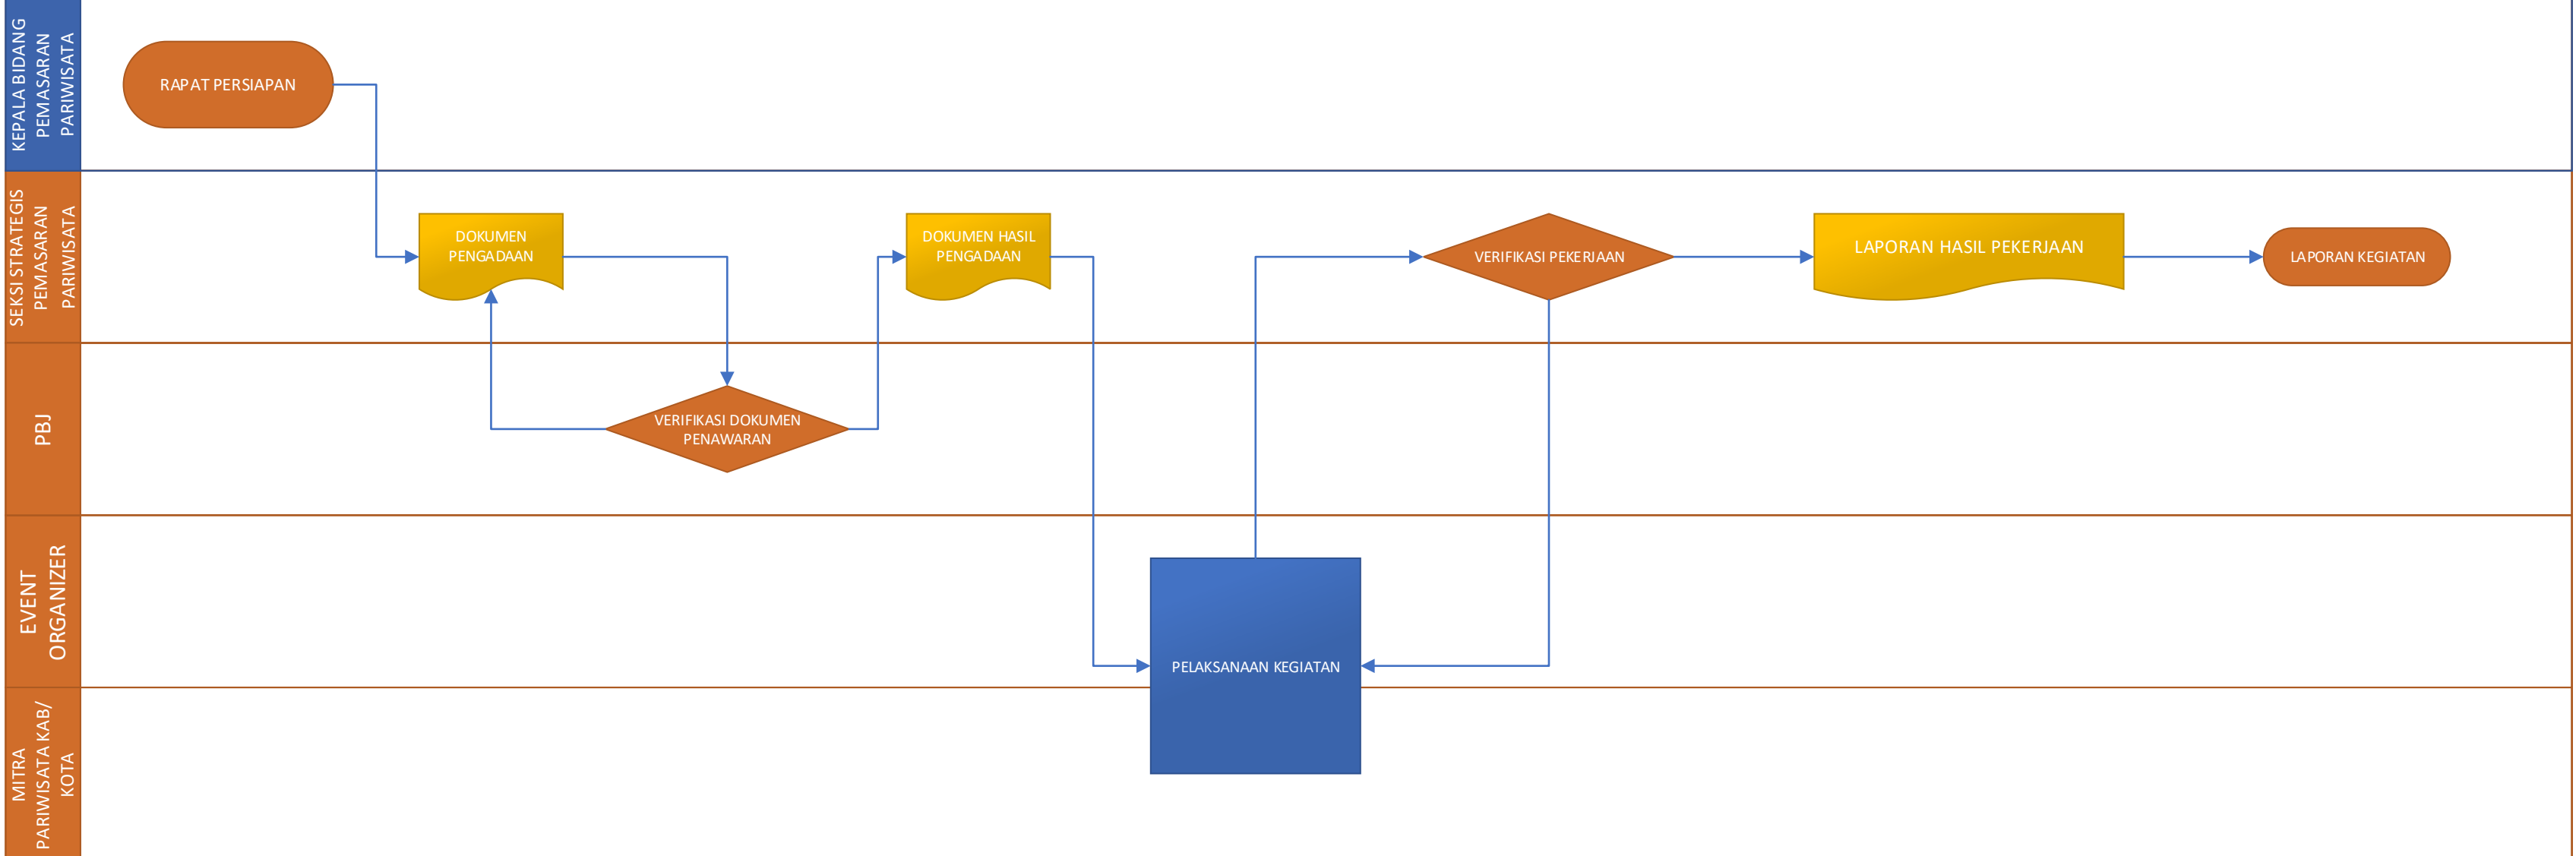 KEPALA BIDANG
PEMASARAN
PARIWISATA
RAPAT PERSIAPAN
SEKSI STRATEGIS
PEMASARAN
PARIWISATA
DOKUMEN
PENGADAAN
DOKUMEN HASIL
PENGADAAN
VERIFIKASI PEKERJAAN
LAPORAN HASIL PEKERJAAN
LAPORAN KEGIATAN
PBJ
VERIFIKASI DOKUMEN
PENAWARAN
EVENT
ORGANIZER
PELAKSANAAN KEGIATAN
MITRA
PARIWISATA KAB/
KOTA